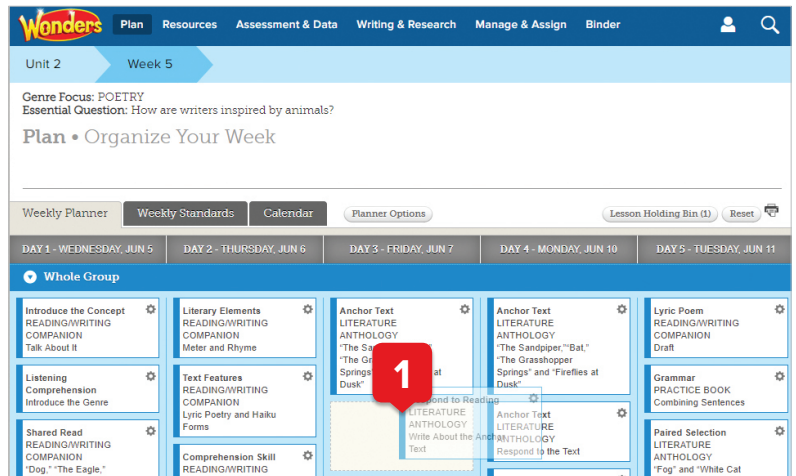 Wonders Plan Resources Assessment & Data Writing & Research Manage & Assign Binder
Unit 2 Week 5
Genre Focus: POETRY
Essential Question: How are writers inspired by animals?
Plan • Organize Your Week
Weekly Planner Weekly Standards Calendar Planner Options Lesson Holding Bin (1) Reset
DAY 1 - WEDNESDAY, JUN 5 DAY 2 - THURSDAY, JUN 6 DAY 3 - FRIDAY, JUN 7 DAY 4 - MONDAY, JUN 10 DAY 5 - TUESDAY, JUN 11
Whole Group
Introduce the Concept
READING/WRITING
COMPANION
Talk About It
Listening
Comprehension
Introduce the Genre
Shared Read
READING/WRITING
COMPANION
"Dog," "The Eagle,"
Literary Elements
READING/WRITING
COMPANION
Meter and Rhyme
Text Features
READING/WRITING
COMPANION
Lyric Poetry and Haiku
Forms
Comprehension Skill
READING/WRITING
Anchor Text
LITERATURE
ANTHOLOGY
"The
"The
Springs" at
Dusk"
1
to Reading
LITERATURE
ANTHOLOGY
Write About the Anchor
Text
Anchor Text
LITERATURE
ANTHOLOGY
"The Sandpiper,""Bat,"
"The Grasshopper
Springs" and "Fireflies at
Dusk"
Anchor Text
LITERATURE
ANTHOLOGY
Respond to the Text
Lyric Poem
READING/WRITING
COMPANION
Draft
Grammar
PRACTICE BOOK
Combining Sentences
Paired Selection
LITERATURE
ANTHOLOGY
"Fog" and "White Cat